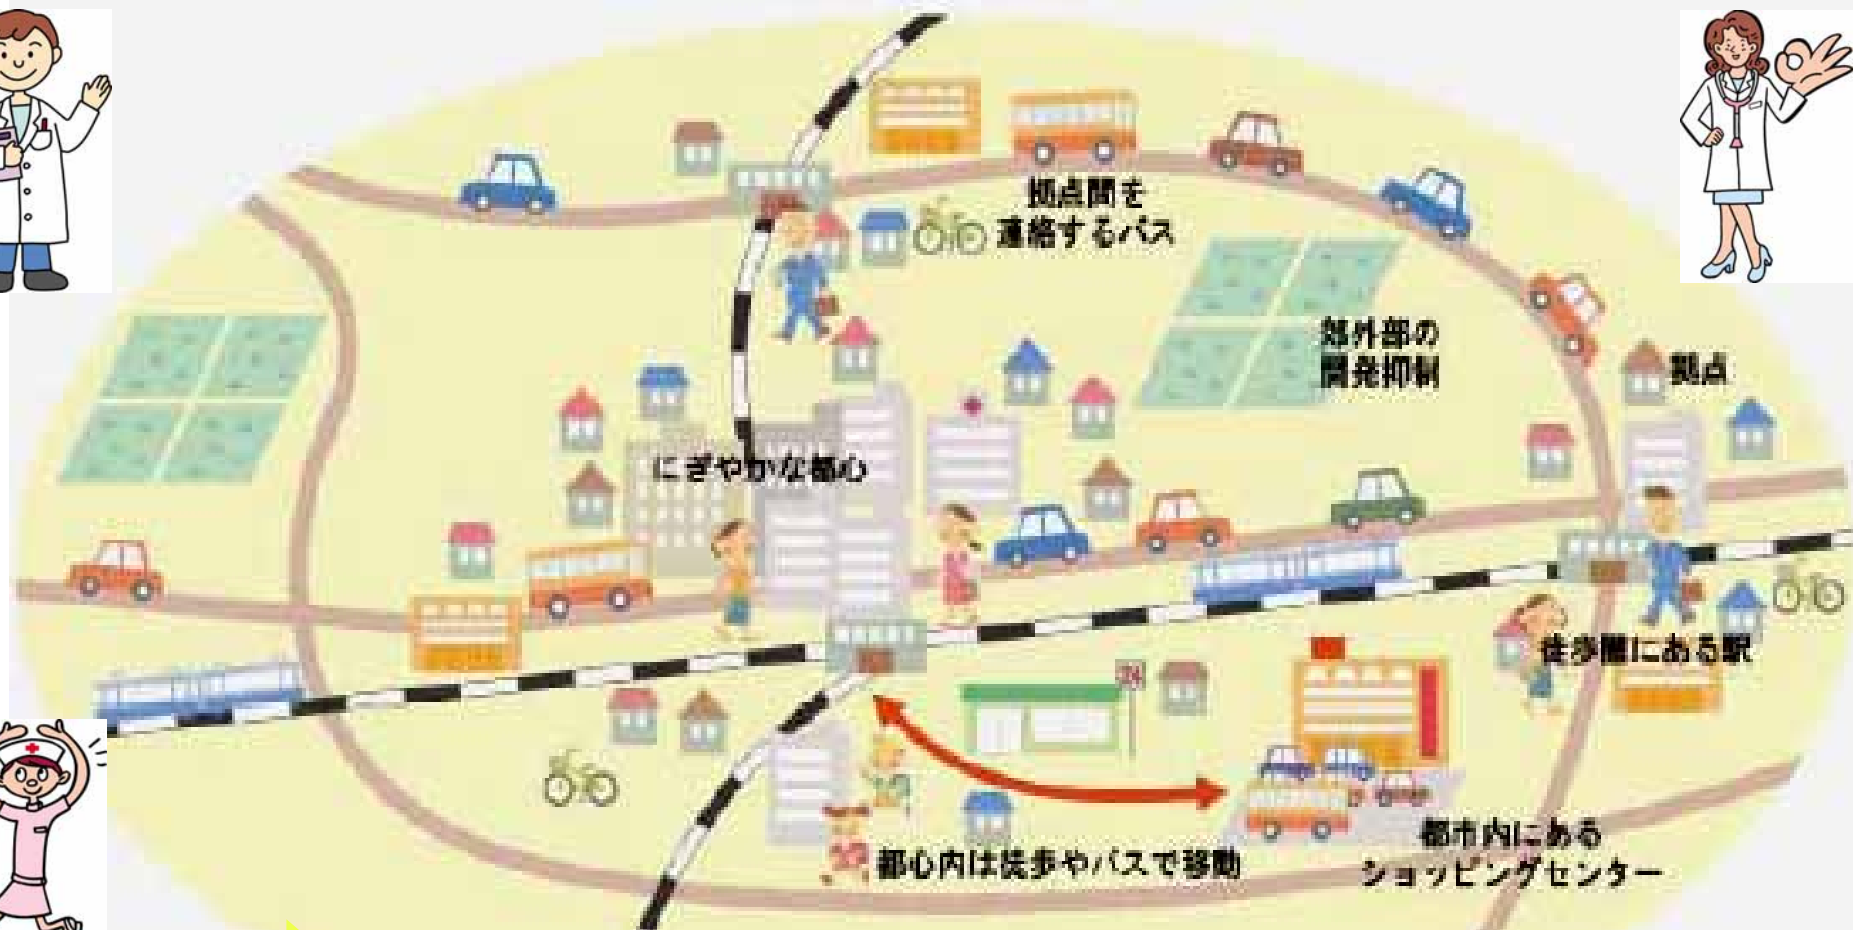 拠点間を
連絡するバス
郊外部の
開発抑制
拠点
にぎやかな都心
徒歩圏にある駅
24
都市内にある
ショッピングセンター
都心内は徒歩やバスで移動